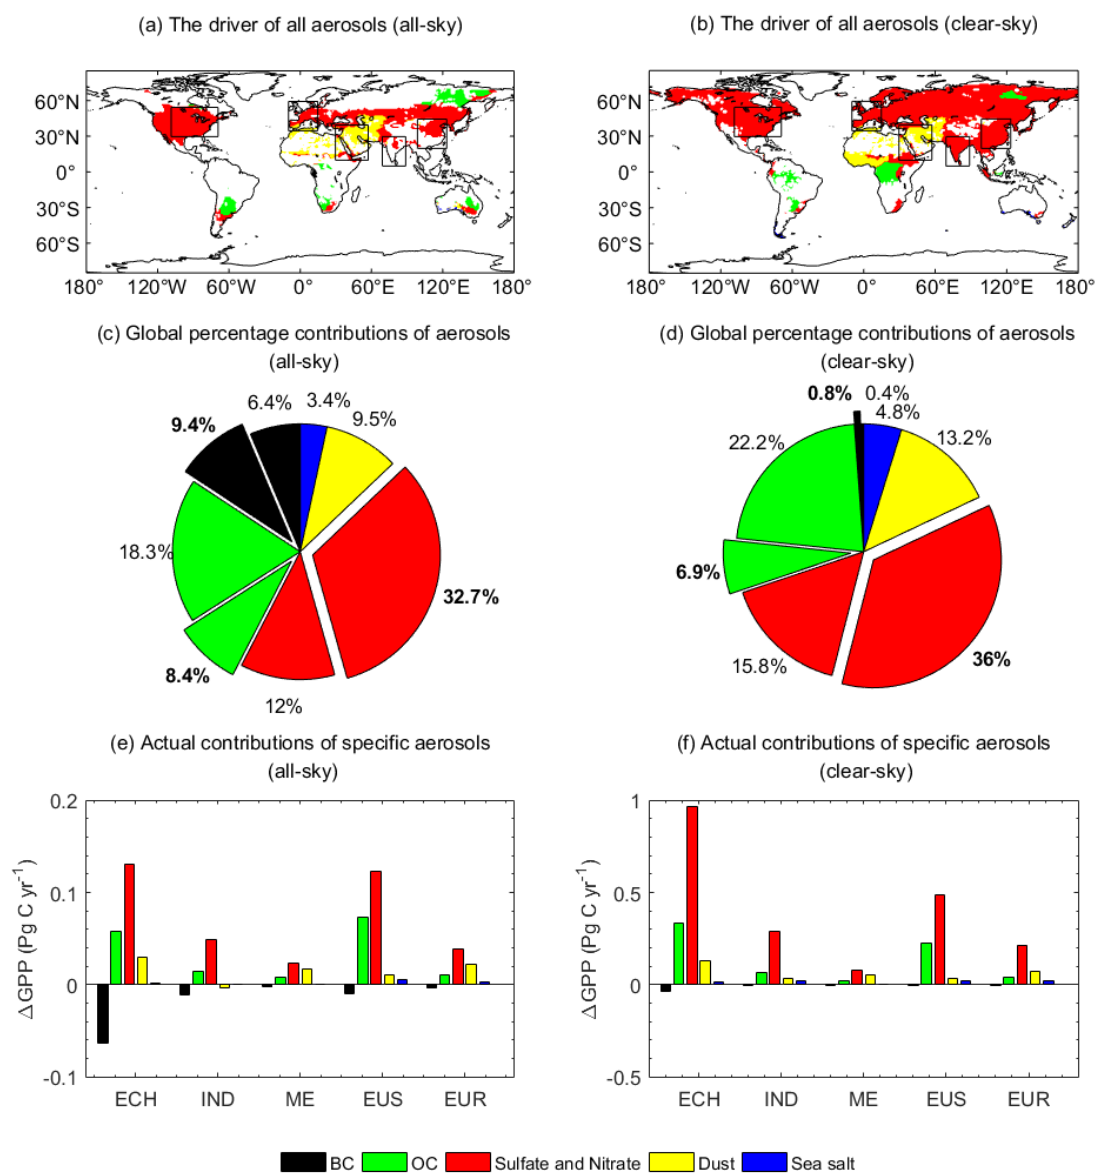 (a) The driver of all aerosols (all-sky)
(b) The driver of all aerosols (clear-sky)
60°N
30°N
0°
30°S
60°S
180° 120°W 60°W 0° 60°E 120°E 180°
60°N
30°N
0°
30°S
60°S
180° 120°W 60°W 0° 60°E 120°E 180°
(c) Global percentage contributions of aerosols
(all-sky)
(d) Global percentage contributions of aerosols
(clear-sky)
6.4% 3.4%
9.4% 9.5%
18.3%
32.7%
8.4%
12%
0.8% 0.4%
4.8%
22.2% 13.2%
6.9%
15.8% 36%
(e) Actual contributions of specific aerosols
(all-sky)
(f) Actual contributions of specific aerosols
(clear-sky)
ΔGPP (Pg C yr⁻¹)
0.2
0.1
0
-0.1
ECH IND ME EUS EUR
ΔGPP (Pg C yr⁻¹)
1
0.5
0
-0.5
ECH IND ME EUS EUR
BC OC Sulfate and Nitrate Dust Sea salt